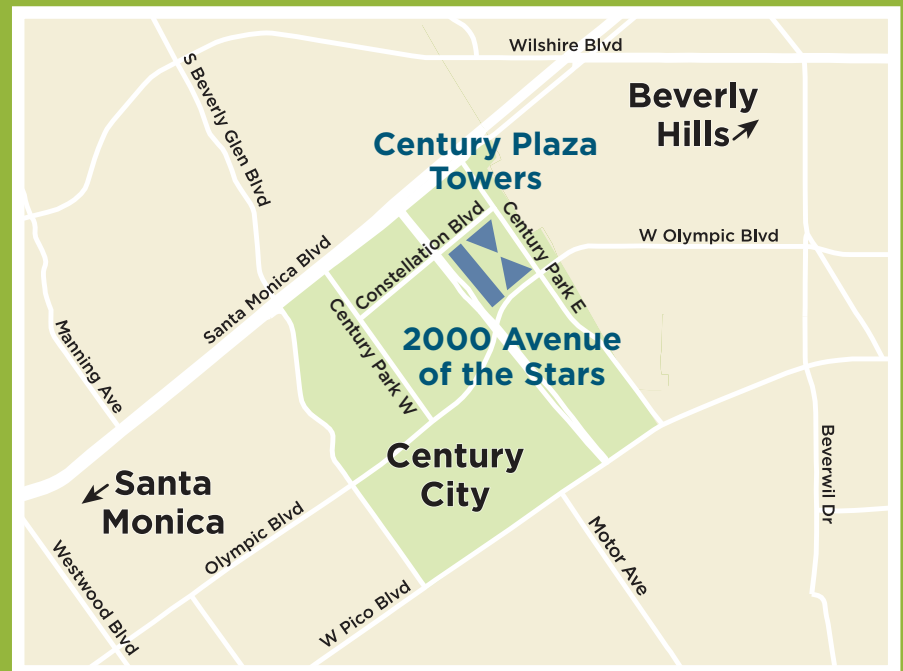 Wilshire Blvd
S Beverly Glen Blvd
Beverly
Hills
Century Plaza
Towers
Constellation Blvd
Century Park E
W Olympic Blvd
Santa Monica Blvd
Manning Ave
Century Park W
2000 Avenue
of the Stars
Century
City
Santa
Monica
Beverwil Dr
Olympic Blvd
Motor Ave
Westwood Blvd
W Pico Blvd